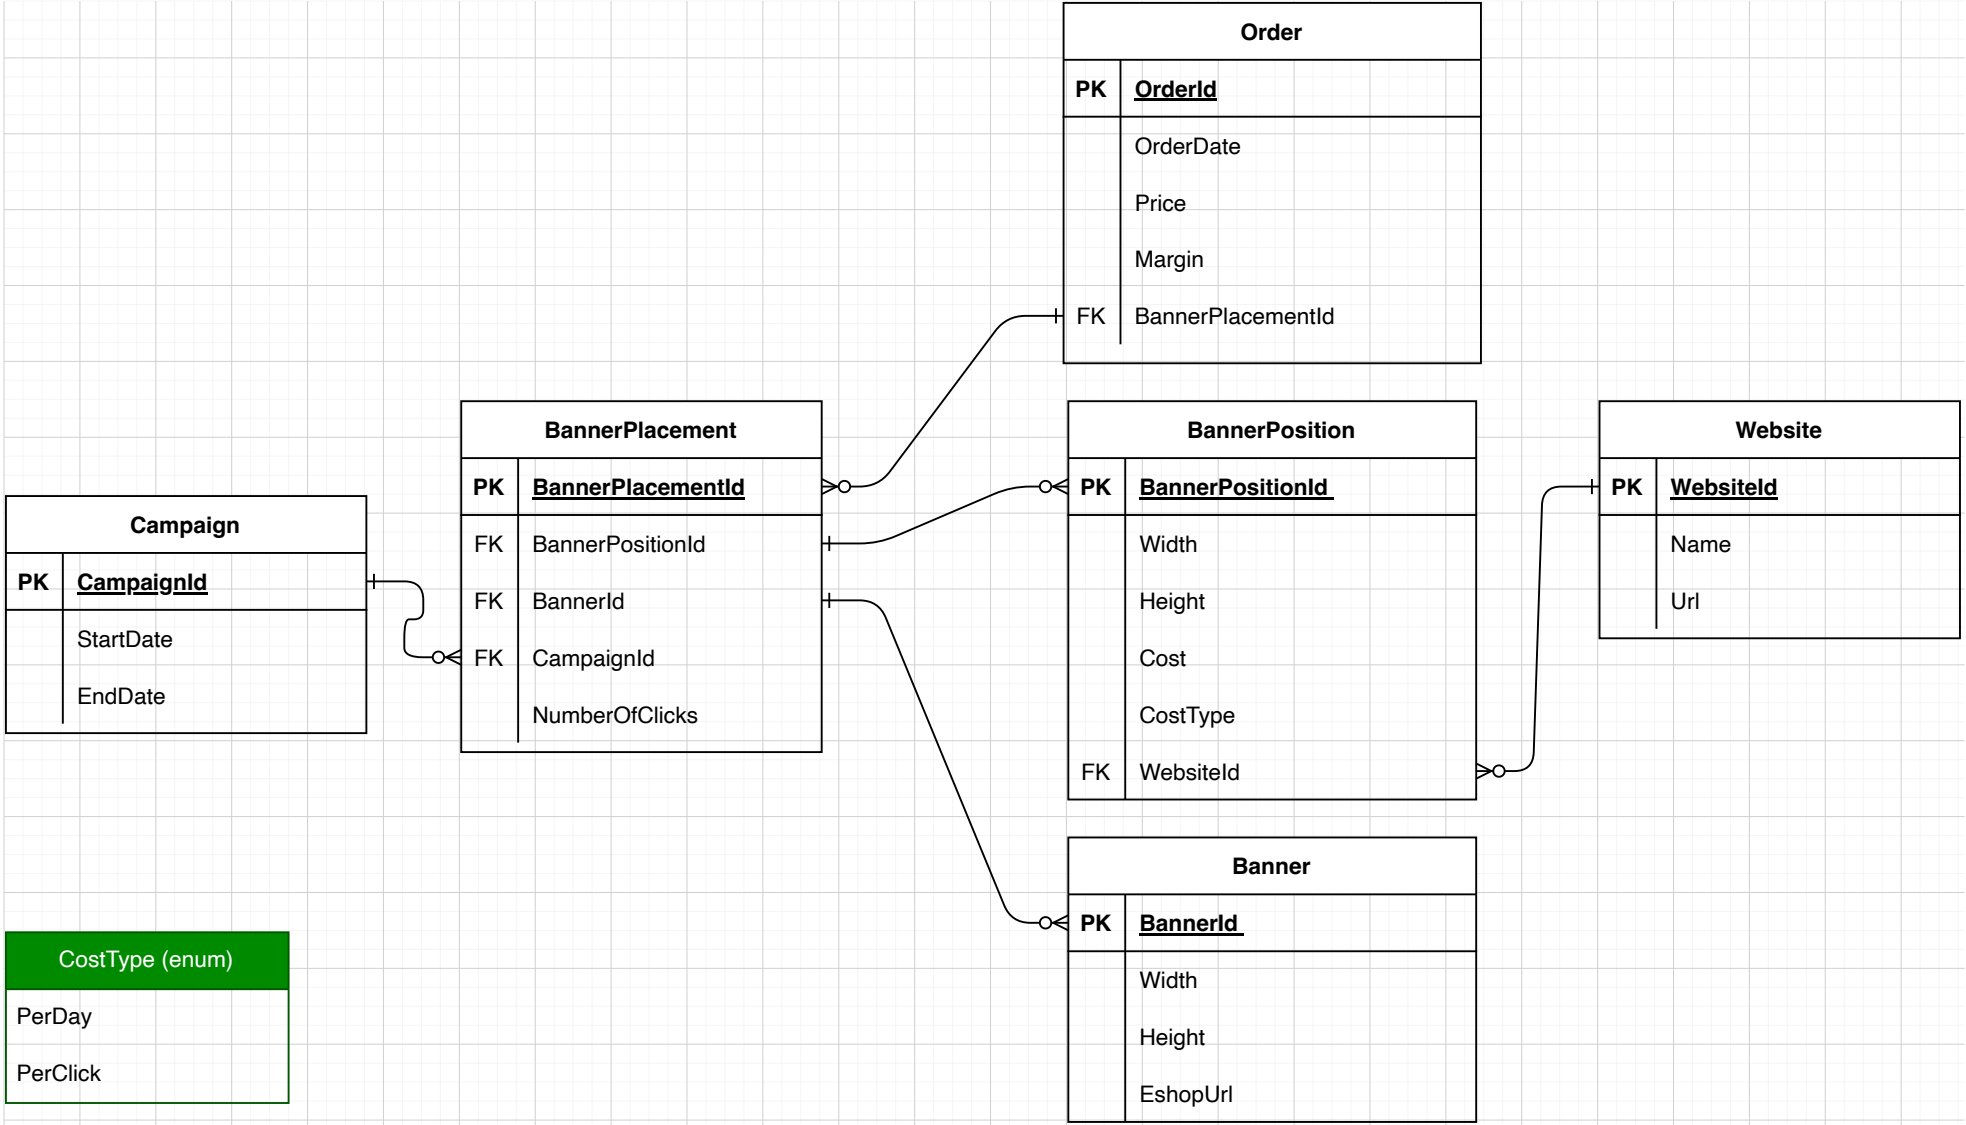 Order
PK OrderId
OrderDate
Price
Margin
FK BannerPlacementId
BannerPlacement
PK BannerPlacementId
FK BannerPositionId
FK BannerId
FK CampaignId
NumberOfClicks
BannerPosition
PK BannerPositionId
Width
Height
Cost
CostType
FK WebsiteId
Website
PK WebsiteId
Name
Url
Campaign
PK CampaignId
StartDate
EndDate
Banner
PK BannerId
Width
Height
EshopUrl
CostType (enum)
PerDay
PerClick